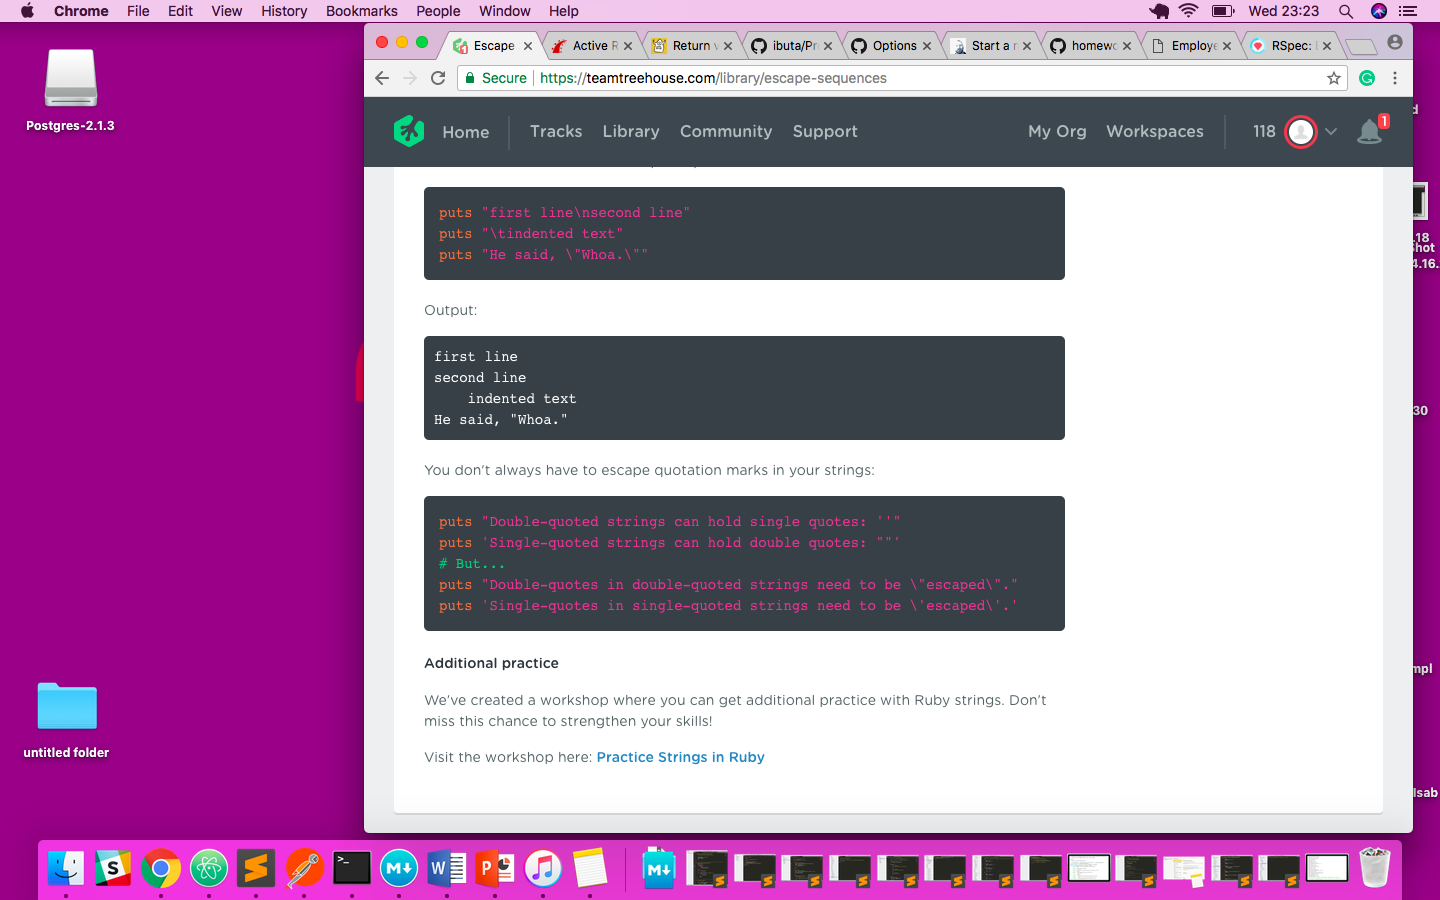 Chrome File Edit View History Bookmarks People Window Help Wed 23:23
Postgres-2.1.3
untitled folder
Escape Active R Return v ibuta/Pr Options Start a r homewo Employe RSpec:
Secure https://teamtreehouse.com/library/escape-sequences
Home Tracks Library Community Support My Org Workspaces 118 1
puts "first line\nsecond line"
puts "\tindented text"
puts "He said, \"Whoa.\""
Output:
first line
second line
indented text
He said, "Whoa."
You don't always have to escape quotation marks in your strings:
puts "Double-quoted strings can hold single quotes: ''"
puts 'Single-quoted strings can hold double quotes: ""'
# But...
puts "Double-quotes in double-quoted strings need to be \"escaped\"."
puts 'Single-quotes in single-quoted strings need to be \'escaped\'.'
Additional practice
We've created a workshop where you can get additional practice with Ruby strings. Don't
miss this chance to strengthen your skills!
Visit the workshop here: Practice Strings in Ruby
d
.18
Shot
4.16.
30
mpl
lsab